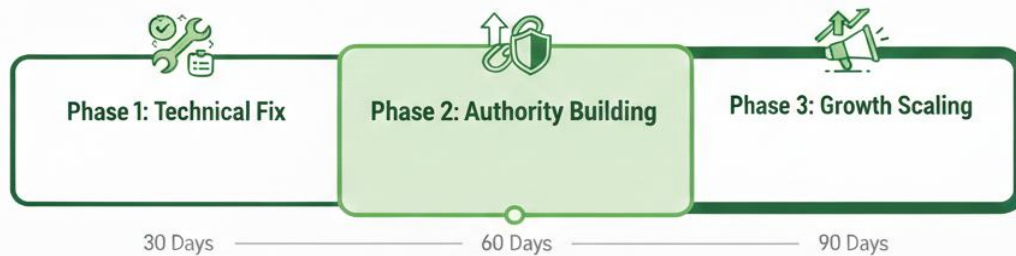 Phase 1: Technical Fix
Phase 2: Authority Building
Phase 3: Growth Scaling
30 Days
60 Days
90 Days